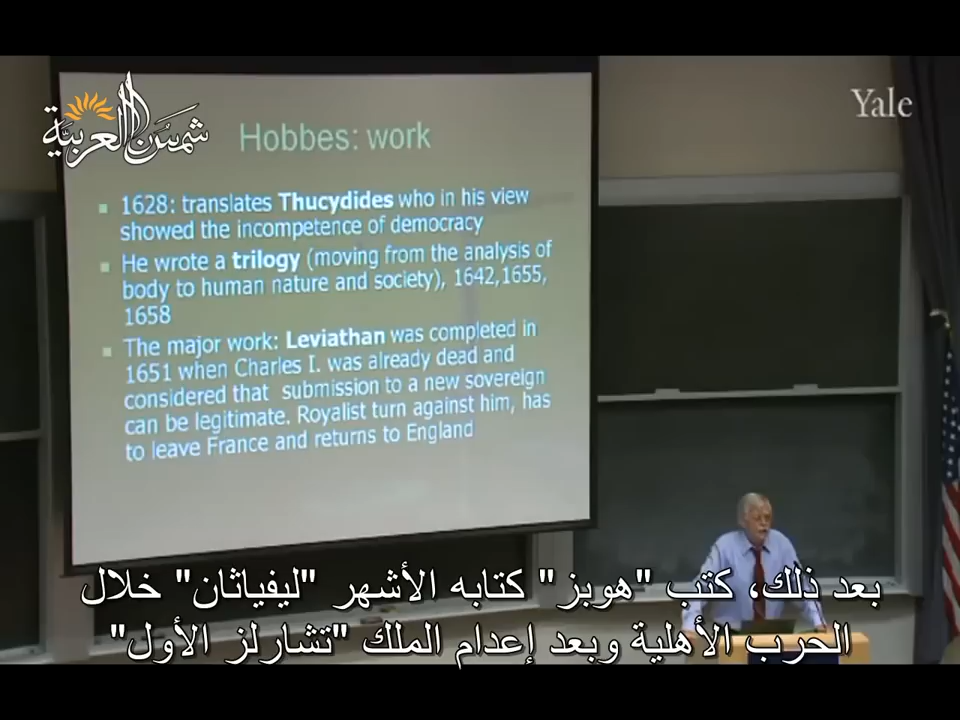 شمس العربية
Yale
Hobbes: work
1628: translates Thucydides who in his view
showed the incompetence of democracy
He wrote a trilogy (moving from the analysis of
body to human nature and society), 1642,1655,
1658
The major work: Leviathan was completed in
1651 when Charles I. was already dead and
considered that submission to a new sovereign
can be legitimate. Royalist turn against him, has
to leave France and returns to England
بعد ذلك، كتب "هوبز" كتابه الأشهر "ليفياثان" خلال
الحرب الأهلية وبعد إعدام الملك "تشارلز الأول"